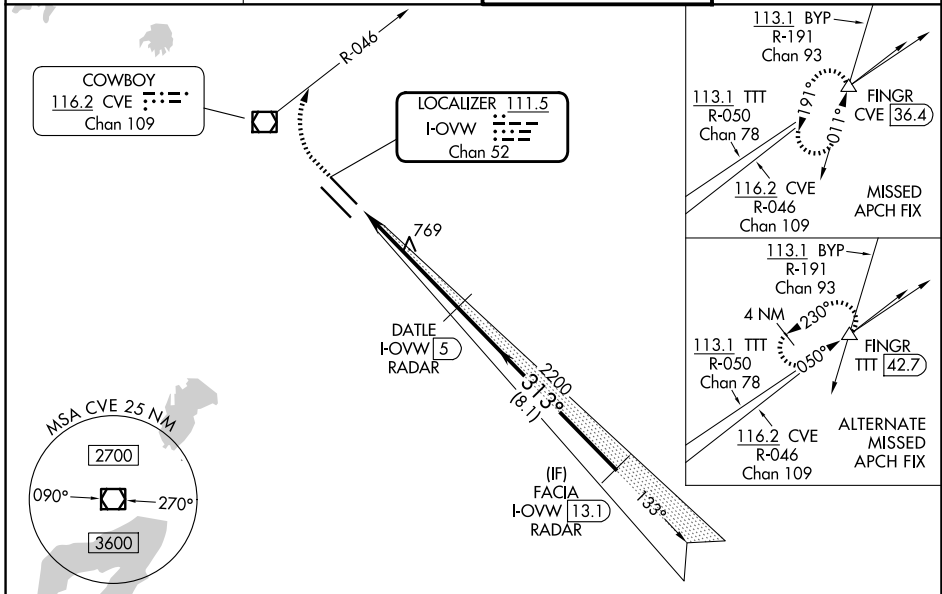 R-046
COWBOY
116.2 CVE
Chan 109
LOCALIZER 111.5
I-OVW
Chan 52
769
DATLE
I-OVW 5
RADAR
2200
313°
(8.1)
(IF)
FACIA
I-OVW 13.1
RADAR
133°
MSA CVE 25 NM
2700
090°
270°
3600
113.1 BYP
R-191
Chan 93
113.1 TTT
R-050
Chan 78
191°
011°
FINGR
CVE 36.4
116.2 CVE
R-046
Chan 109
MISSED
APCH FIX
113.1 BYP
R-191
Chan 93
4 NM
230°
113.1 TTT
R-050
Chan 78
050°
FINGR
TTT 42.7
116.2 CVE
R-046
Chan 109
ALTERNATE
MISSED
APCH FIX